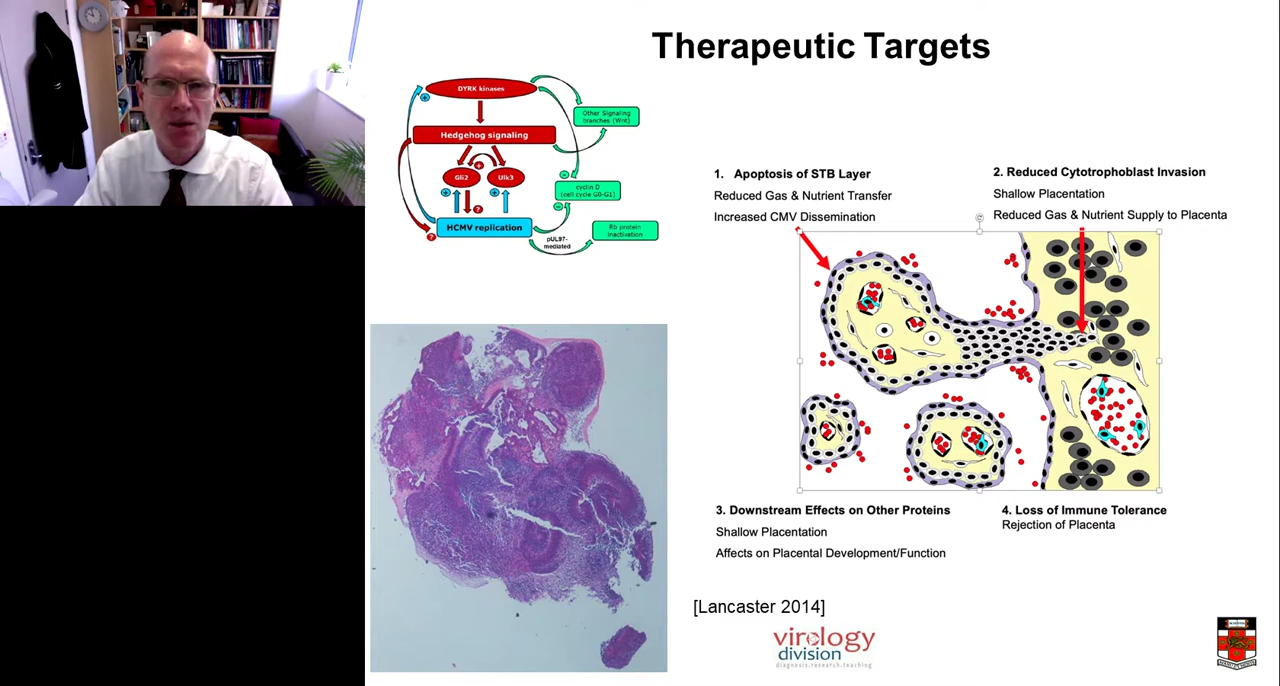 Therapeutic Targets
DYRK kinases
Other Signaling
branches (Wnt)
Hedgehog signaling
Gli2
Ulk3
cyclin D
(cell cycle G0-G1)
HCMV replication
pUL97-
mediated
Rb protein
inactivation
+
+
+
+
?
?
1. Apoptosis of STB Layer
Reduced Gas & Nutrient Transfer
Increased CMV Dissemination
2. Reduced Cytotrophoblast Invasion
Shallow Placentation
Reduced Gas & Nutrient Supply to Placenta
3. Downstream Effects on Other Proteins
Shallow Placentation
Affects on Placental Development/Function
4. Loss of Immune Tolerance
Rejection of Placenta
[Lancaster 2014]
virology
division
diagnosis.research.teaching